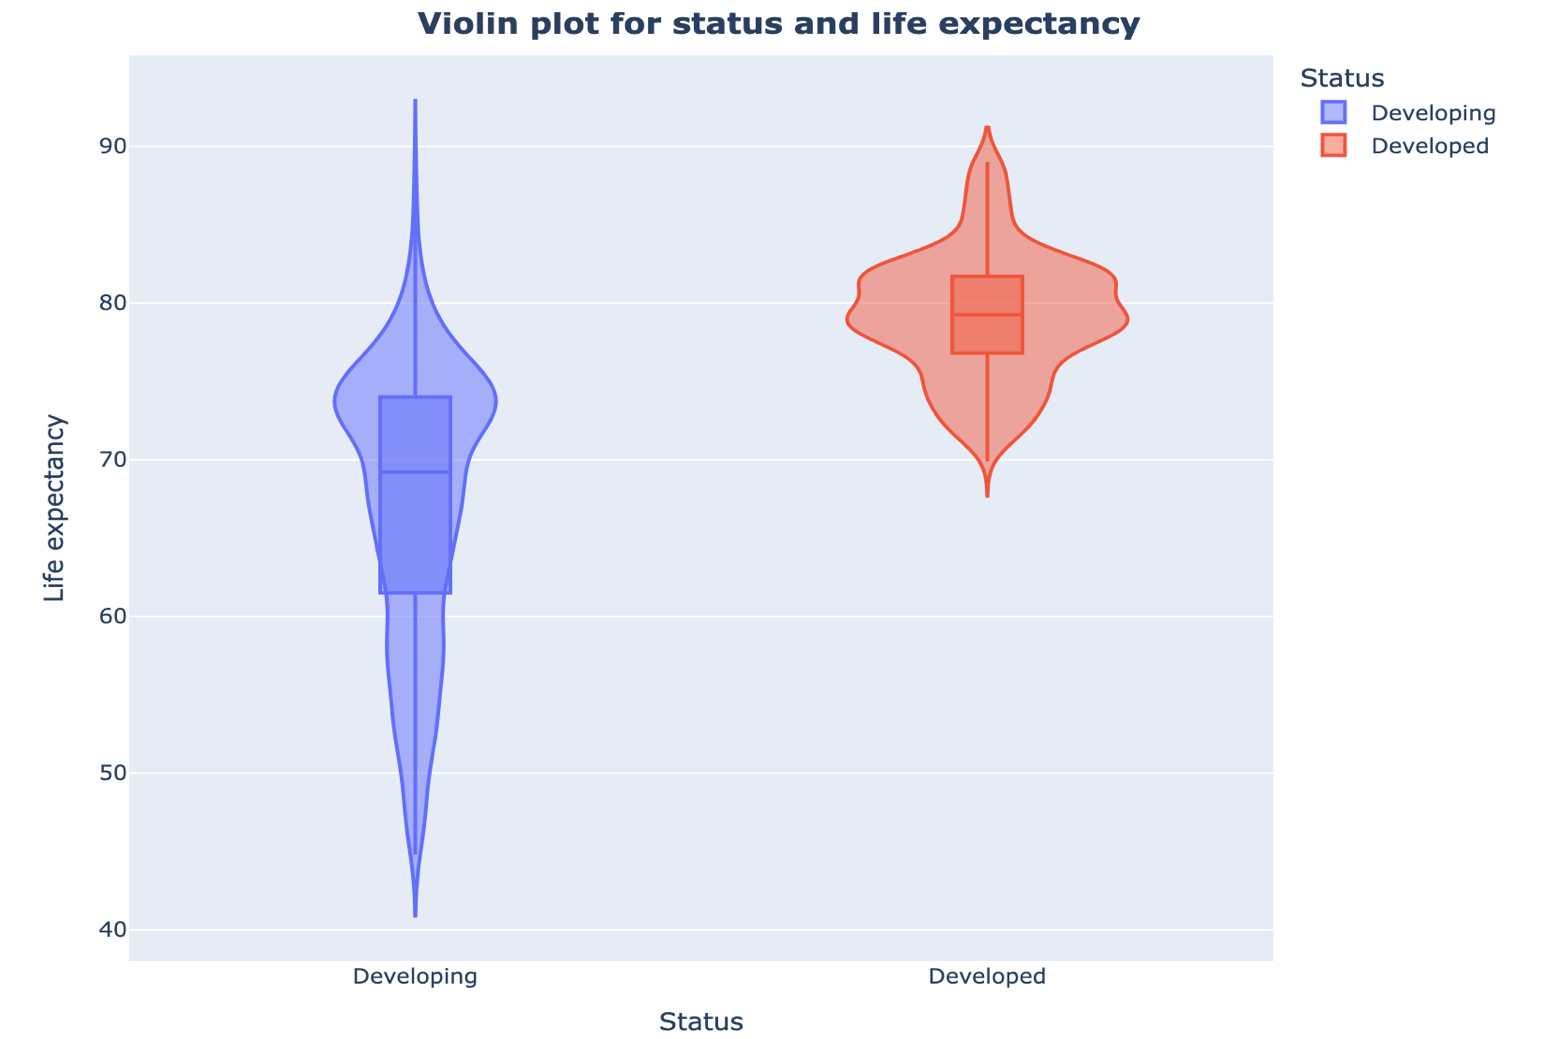 Violin plot for status and life expectancy
Status
Developing
Developed
Life expectancy
90
80
70
60
50
40
Developing
Developed
Status